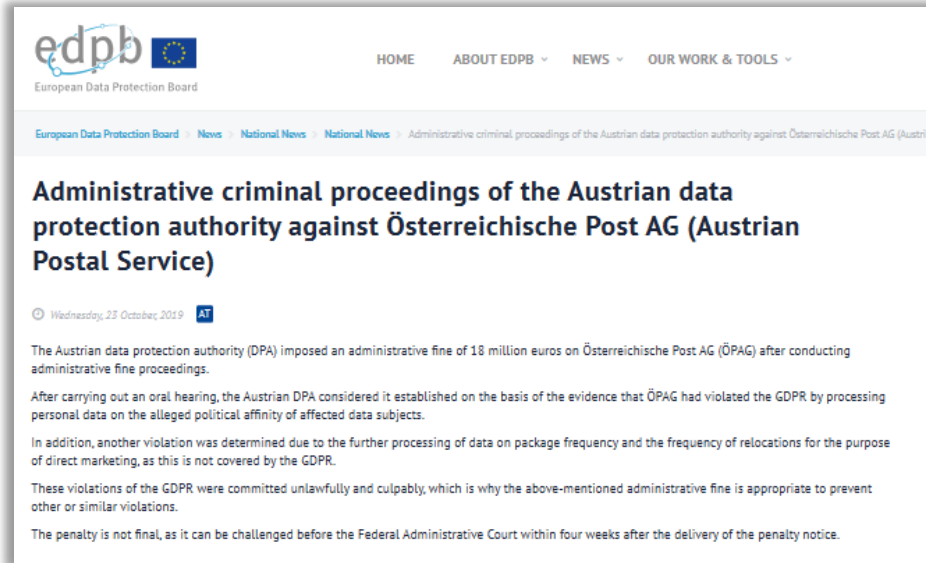 edpb
European Data Protection Board
HOME ABOUT EDPB NEWS OUR WORK & TOOLS
European Data Protection Board > News > National News > National News > Administrative criminal proceedings of the Austrian data protection authority against Österreichische Post AG (Austri
Administrative criminal proceedings of the Austrian data
protection authority against Österreichische Post AG (Austrian
Postal Service)
Wednesday, 23 October, 2019 AT
The Austrian data protection authority (DPA) imposed an administrative fine of 18 million euros on Österreichische Post AG (ÖPAG) after conducting
administrative fine proceedings.
After carrying out an oral hearing, the Austrian DPA considered it established on the basis of the evidence that ÖPAG had violated the GDPR by processing
personal data on the alleged political affinity of affected data subjects.
In addition, another violation was determined due to the further processing of data on package frequency and the frequency of relocations for the purpose
of direct marketing, as this is not covered by the GDPR.
These violations of the GDPR were committed unlawfully and culpably, which is why the above-mentioned administrative fine is appropriate to prevent
other or similar violations.
The penalty is not final, as it can be challenged before the Federal Administrative Court within four weeks after the delivery of the penalty notice.